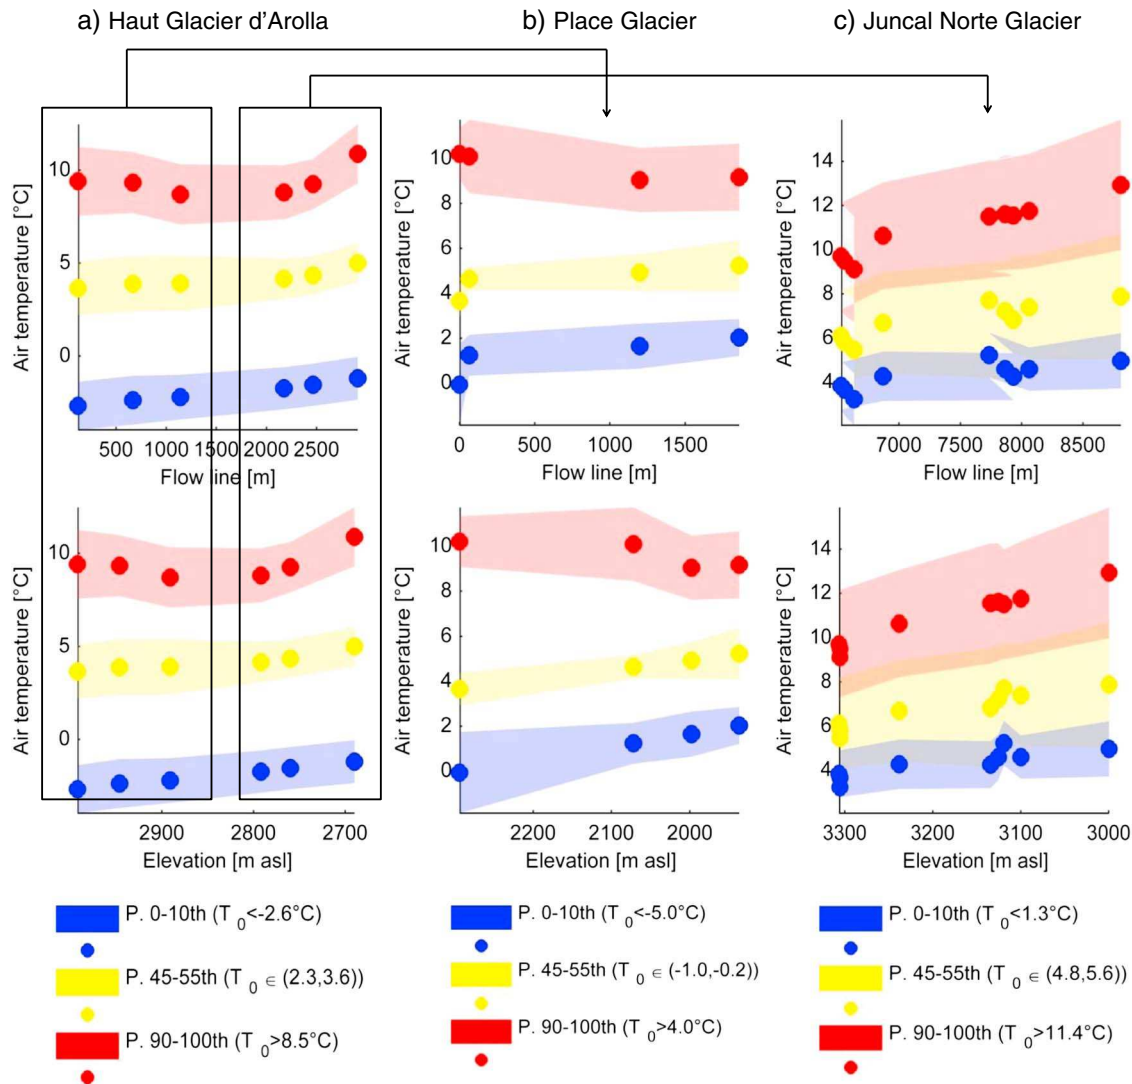 a) Haut Glacier d'Arolla
b) Place Glacier
c) Juncal Norte Glacier
Air temperature [°C]
10
5
0
500 1000 1500 2000 2500
Flow line [m]
Air temperature [°C]
10
8
6
4
2
0
0 500 1000 1500
Flow line [m]
Air temperature [°C]
14
12
10
8
6
4
7000 7500 8000 8500
Flow line [m]
Air temperature [°C]
10
5
0
2900 2800 2700
Elevation [m asl]
Air temperature [°C]
10
8
6
4
2
0
2200 2100 2000
Elevation [m asl]
Air temperature [°C]
14
12
10
8
6
4
3300 3200 3100 3000
Elevation [m asl]
P. 0-10th (T 0<-2.6°C)
P. 45-55th (T 0 ∈ (2.3,3.6))
P. 90-100th (T 0>8.5°C)
P. 0-10th (T 0<-5.0°C)
P. 45-55th (T 0 ∈ (-1.0,-0.2))
P. 90-100th (T 0>4.0°C)
P. 0-10th (T 0<1.3°C)
P. 45-55th (T 0 ∈ (4.8,5.6))
P. 90-100th (T 0>11.4°C)